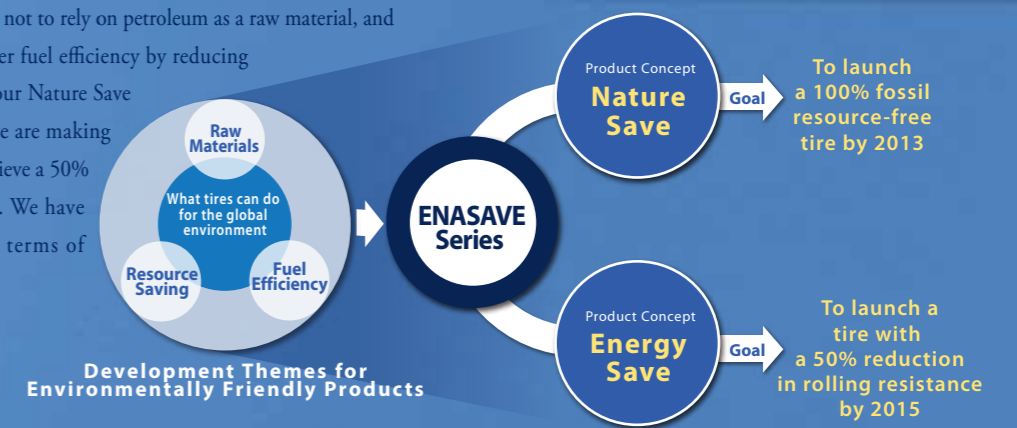 not to rely on petroleum as a raw material, and
er fuel efficiency by reducing
our Nature Save
e are making
ieve a 50%
. We have
terms of
Raw
Materials
What tires can do
for the global
environment
Resource
Saving
Fuel
Efficiency
Development Themes for
Environmentally Friendly Products
ENASAVE
Series
Product Concept
Nature
Save
Goal
To launch
a 100% fossil
resource-free
tire by 2013
Product Concept
Energy
Save
Goal
To launch a
tire with
a 50% reduction
in rolling resistance
by 2015